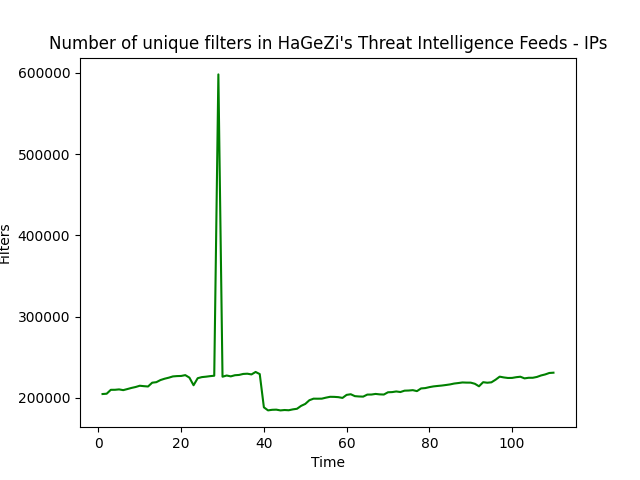 Number of unique filters in HaGeZi's Threat Intelligence Feeds - IPs
600000
500000
400000
300000
200000
Filters
0 20 40 60 80 100
Time